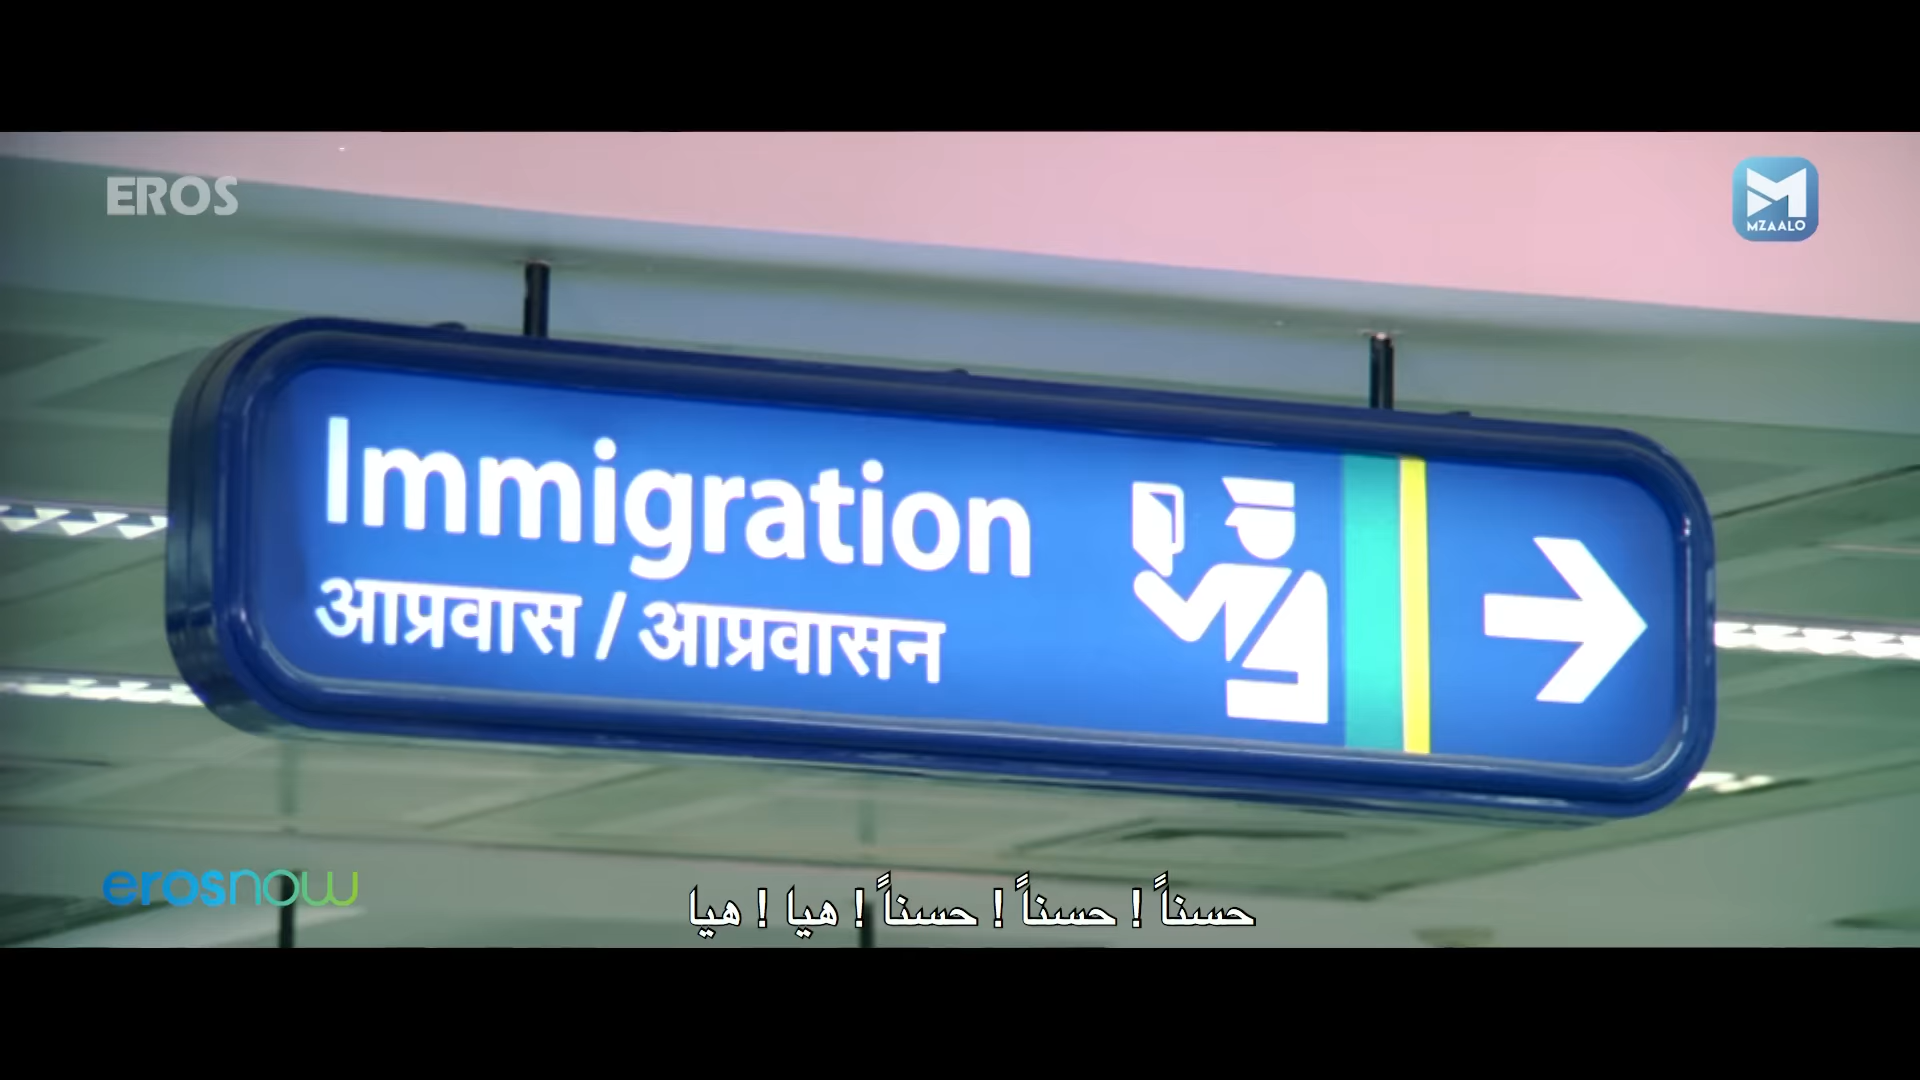 EROS
MZAALO
Immigration
आप्रवास / आप्रवासन
erosnow
حسناً ! حسناً ! حسناً ! هيا ! هيا